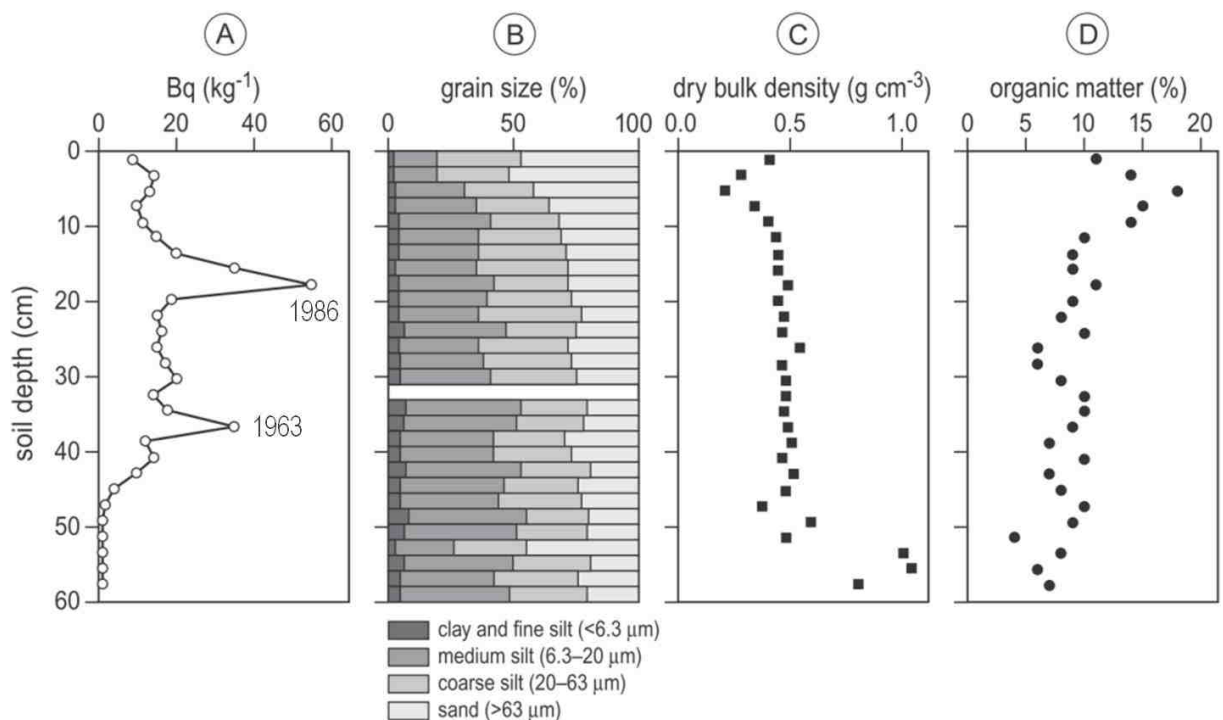 A
B
C
D
Bq (kg-1)
grain size (%)
dry bulk density (g cm-3)
organic matter (%)
0 20 40 60
0 50 100
0.0 0.5 1.0
0 5 10 15 20
soil depth (cm)
0
10
20
30
40
50
60
1986
1963
clay and fine silt (<6.3 μm)
medium silt (6.3–20 μm)
coarse silt (20–63 μm)
sand (>63 μm)